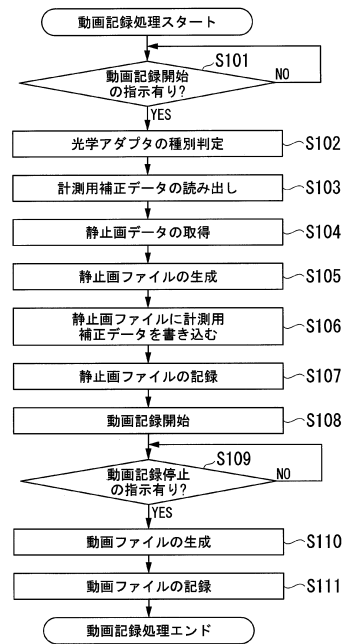 動画記録処理スタート
S101
動画記録開始
の指示有り?
NO
YES
光学アダプタの種別判定
S102
計測用補正データの読み出し
S103
静止画データの取得
S104
静止画ファイルの生成
S105
静止画ファイルに計測用
補正データを書き込む
S106
静止画ファイルの記録
S107
動画記録開始
S108
S109
動画記録停止
の指示有り?
NO
YES
動画ファイルの生成
S110
動画ファイルの記録
S111
動画記録処理エンド